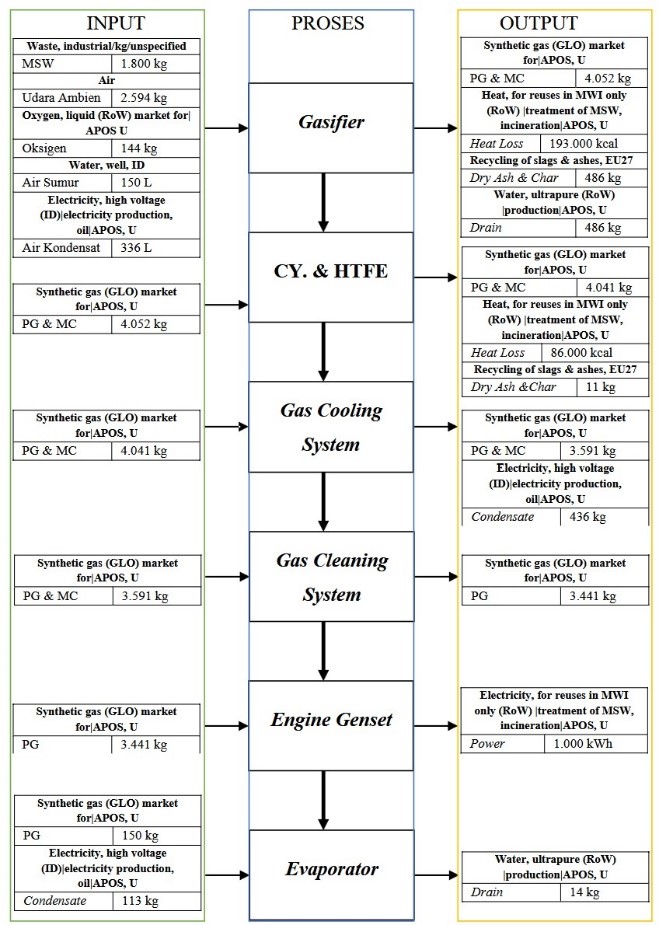 INPUT
Waste, industrial/kg/unspecified
MSW 1.800 kg
Air
Udara Ambien 2.594 kg
Oxygen, liquid (RoW) market for|
APOS U
Oksigen 144 kg
Water, well, ID
Air Sumur 150 L
Electricity, high voltage
(ID)|electricity production,
oil|APOS, U
Air Kondensat 336 L
Synthetic gas (GLO) market
for|APOS, U
PG & MC 4.052 kg
Synthetic gas (GLO) market
for|APOS, U
PG & MC 4.041 kg
Synthetic gas (GLO) market
for|APOS, U
PG & MC 3.591 kg
Synthetic gas (GLO) market
for|APOS, U
PG 3.441 kg
Synthetic gas (GLO) market
for|APOS, U
PG 150 kg
Electricity, high voltage
(ID)|electricity production,
oil|APOS, U
Condensate 113 kg
PROSES
Gasifier
CY. & HTFE
Gas Cooling
System
Gas Cleaning
System
Engine Genset
Evaporator
OUTPUT
Synthetic gas (GLO) market
for|APOS, U
PG & MC 4.052 kg
Heat, for reuses in MWI only
(RoW) |treatment of MSW,
incineration|APOS, U
Heat Loss 193.000 kcal
Recycling of slags & ashes, EU27
Dry Ash & Char 486 kg
Water, ultrapure (RoW)
|production|APOS, U
Drain 486 kg
Synthetic gas (GLO) market
for|APOS, U
PG & MC 4.041 kg
Heat, for reuses in MWI only
(RoW) |treatment of MSW,
incineration|APOS, U
Heat Loss 86.000 kcal
Recycling of slags & ashes, EU27
Dry Ash &Char 11 kg
Synthetic gas (GLO) market
for|APOS, U
PG & MC 3.591 kg
Electricity, high voltage
(ID)|electricity production,
oil|APOS, U
Condensate 436 kg
Synthetic gas (GLO) market
for|APOS, U
PG 3.441 kg
Electricity, for reuses in MWI
only (RoW) |treatment of MSW,
incineration|APOS, U
Power 1.000 kWh
Water, ultrapure (RoW)
|production|APOS, U
Drain 14 kg